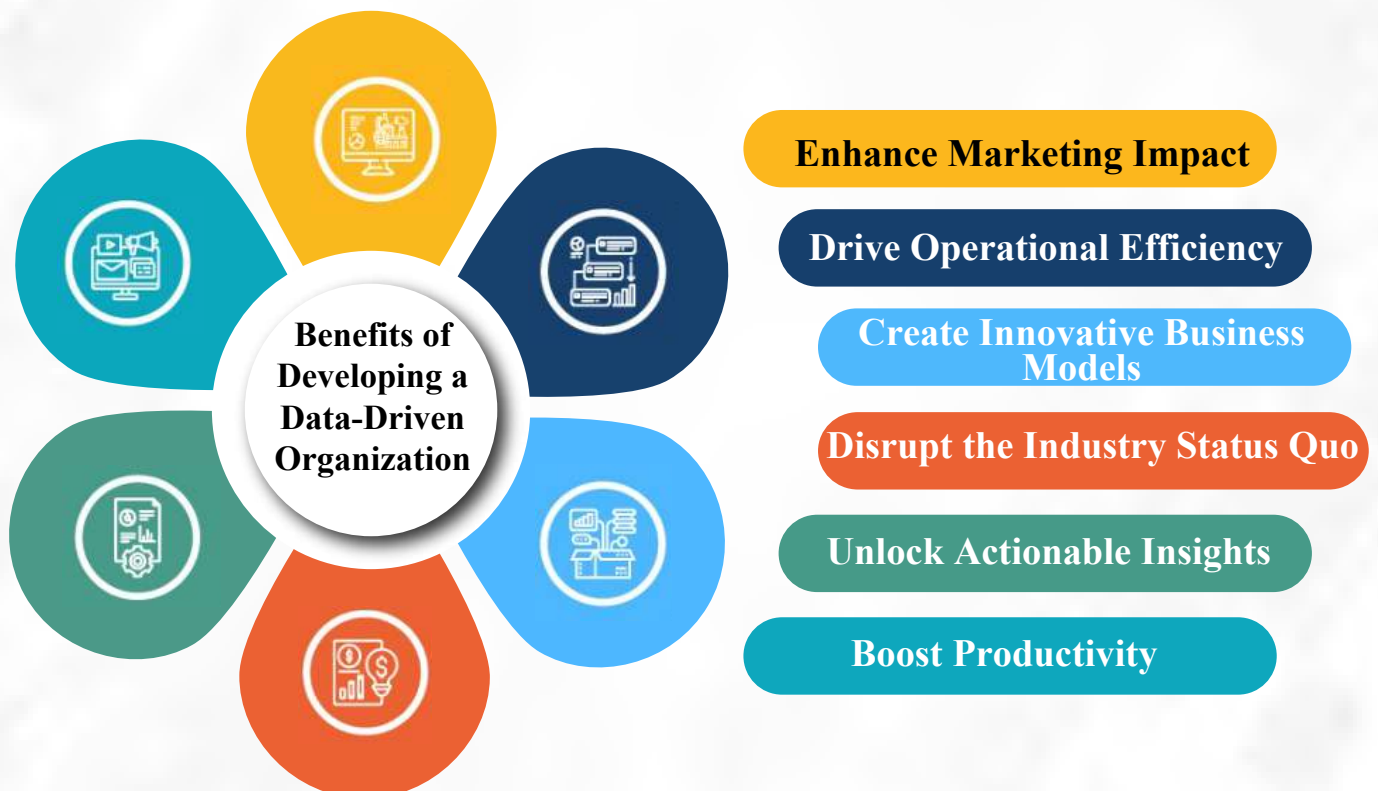 Benefits of
Developing a
Data-Driven
Organization
Enhance Marketing Impact
Drive Operational Efficiency
Create Innovative Business
Models
Disrupt the Industry Status Quo
Unlock Actionable Insights
Boost Productivity